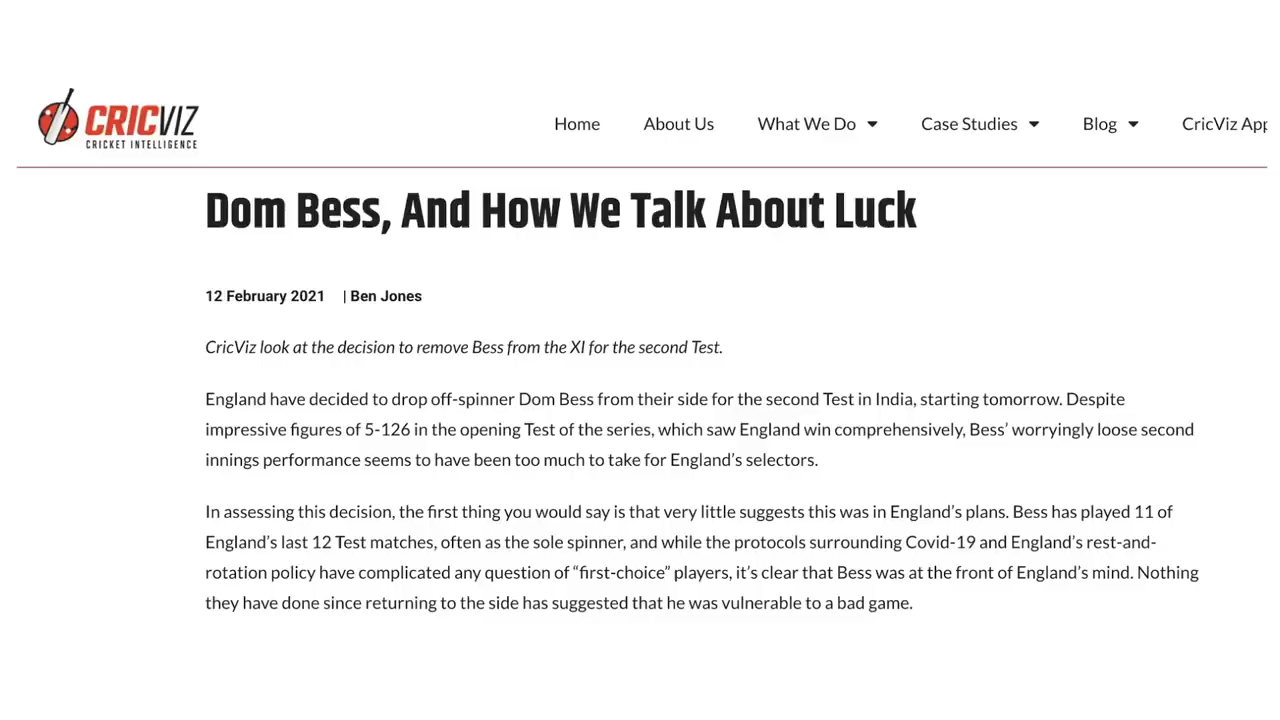 CRICVIZ
CRICKET INTELLIGENCE
Home About Us What We Do Case Studies Blog CricViz App
Dom Bess, And How We Talk About Luck
12 February 2021 | Ben Jones
CricViz look at the decision to remove Bess from the XI for the second Test.
England have decided to drop off-spinner Dom Bess from their side for the second Test in India, starting tomorrow. Despite
impressive figures of 5-126 in the opening Test of the series, which saw England win comprehensively, Bess’ worryingly loose second
innings performance seems to have been too much to take for England’s selectors.
In assessing this decision, the first thing you would say is that very little suggests this was in England’s plans. Bess has played 11 of
England’s last 12 Test matches, often as the sole spinner, and while the protocols surrounding Covid-19 and England’s rest-and-
rotation policy have complicated any question of “first-choice” players, it’s clear that Bess was at the front of England’s mind. Nothing
they have done since returning to the side has suggested that he was vulnerable to a bad game.